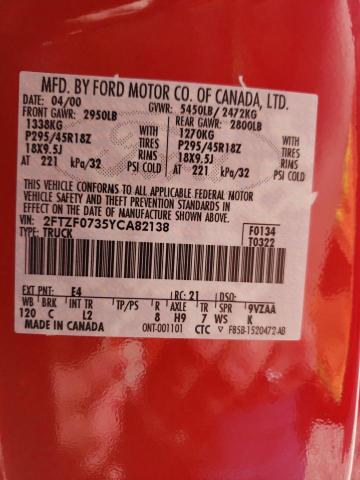 MFD. BY FORD MOTOR CO. OF CANADA, LTD.
DATE: 04/00 GVWR: 5450LB/ 2472KG
FRONT GAWR: 2950LB REAR GAWR: 2800LB
1338KG WITH 1270KG WITH
P295/45R18Z TIRES P295/45R18Z TIRES
18X9.5J RIMS 18X9.5J RIMS
AT 221 kPa/32 PSI COLD AT 221 kPa/32 PSI COLD
THIS VEHICLE CONFORMS TO ALL APPLICABLE FEDERAL MOTOR
VEHICLE SAFETY AND THEFT PREVENTION STANDARDS IN
EFFECT ON THE DATE OF MANUFACTURE SHOWN ABOVE.
VIN: 2FTZF0735YCA82138 F0134
TYPE: TRUCK T0322
EXT PNT: E4 RC: 21 DSO:
WB BRK INT TR TP/PS R AXLE TR SPR 9VZAA
120 C L2 8 H9 7 WS K
MADE IN CANADA ONT-001101 CTC F85B-1520472-AB